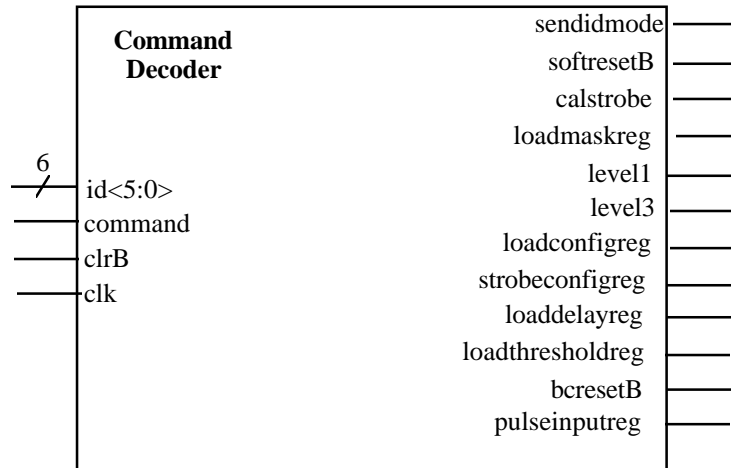 Command
Decoder
sendidmode
softresetB
calstrobe
loadmaskreg
level1
level3
loadconfigreg
strobeconfigreg
loaddelayreg
loadthresholdreg
bcresetB
pulseinputreg
6
id<5:0>
command
clrB
clk